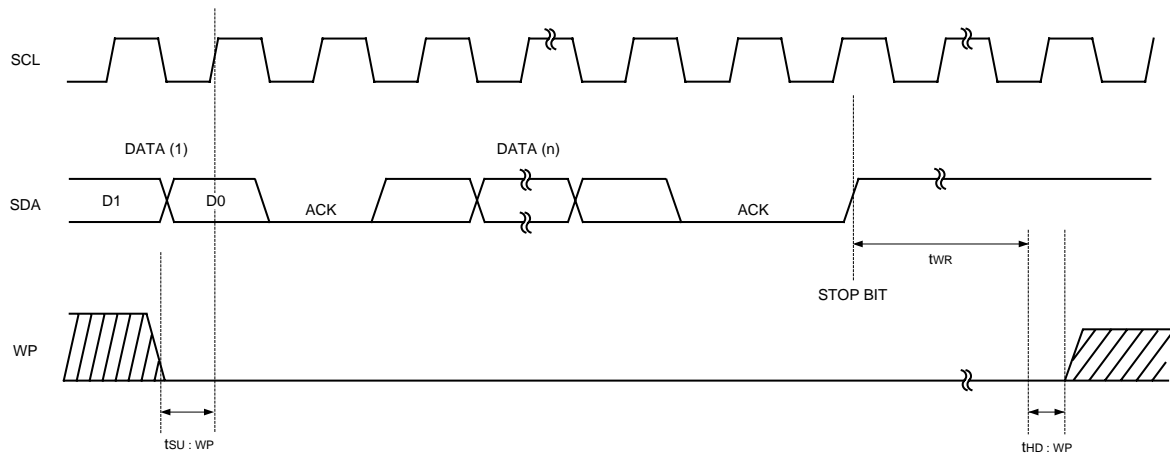 SCL
DATA (1)
DATA (n)
SDA
D1
D0
ACK
ACK
tWR
STOP BIT
WP
tSU : WP
tHD : WP